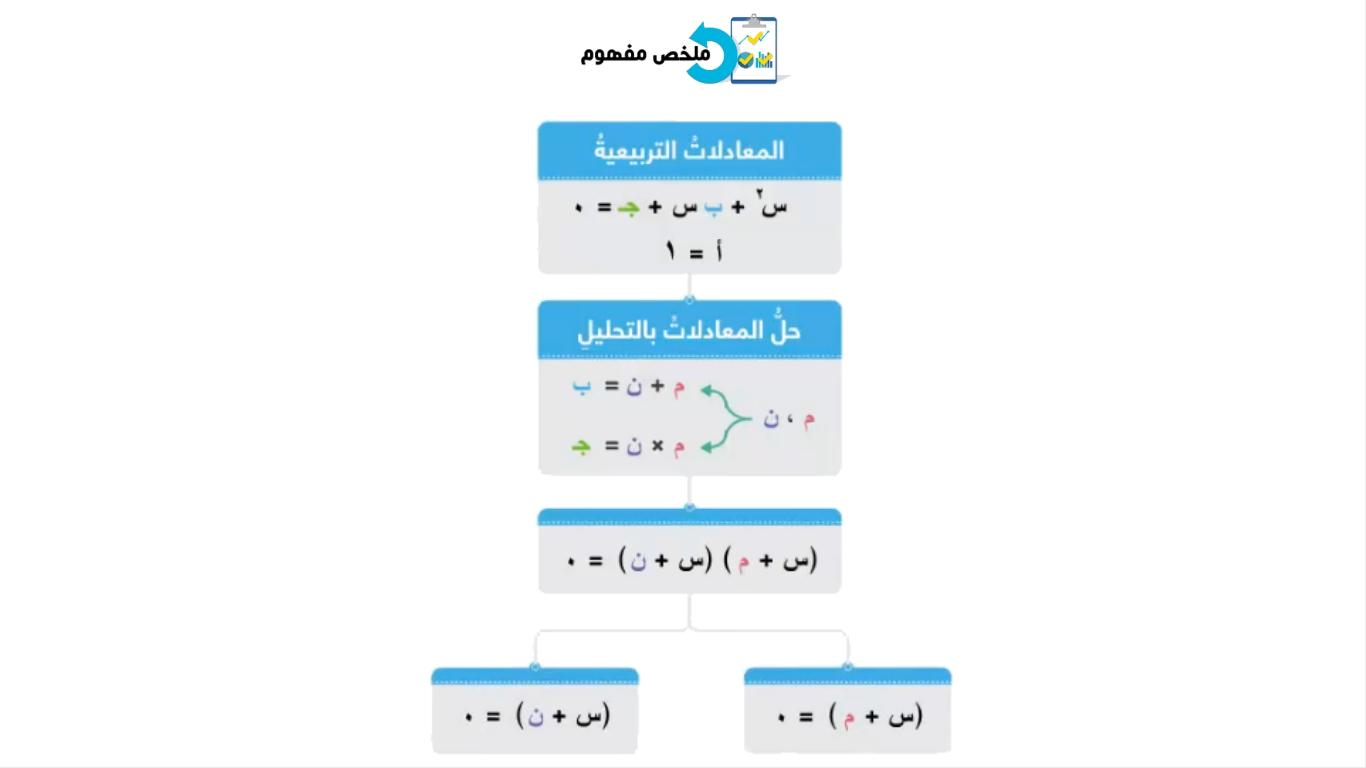 ملخص مفهوم
المعادلاتُ التربيعيةُ
س٢ + ب س + جـ = ٠
أ = ١
حلُّ المعادلاتُ بالتحليلِ
م + ن = ب
م ، ن
م × ن = جـ
(س + م) (س + ن) = ٠
(س + م) = ٠
(س + ن) = ٠